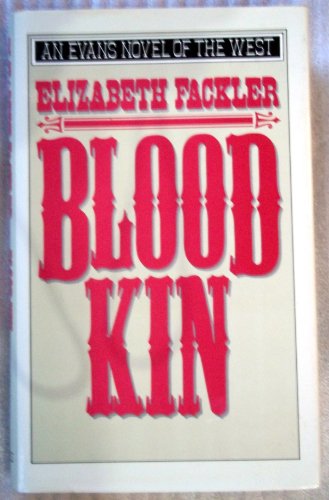 AN EVANS NOVEL OF THE WEST
ELIZABETH FACKLER
BLOOD
KIN